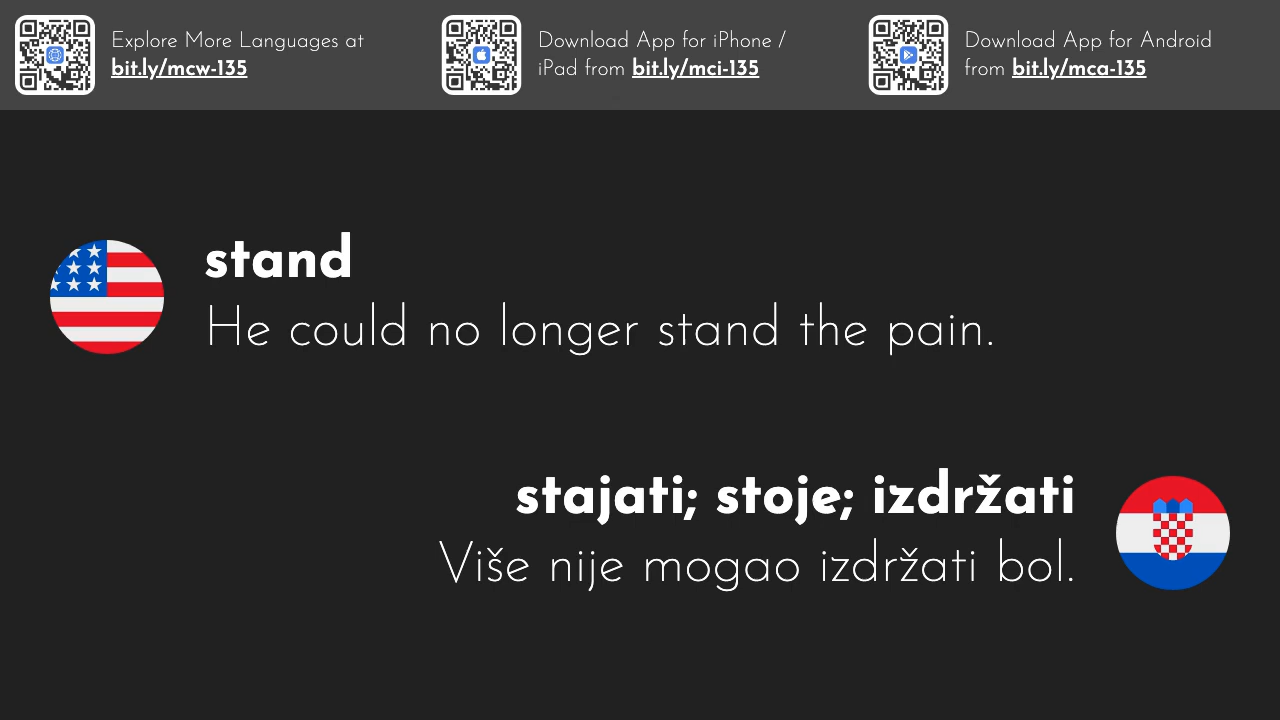 Explore More Languages at
bit.ly/mcw-135
Download App for iPhone /
iPad from bit.ly/mci-135
Download App for Android
from bit.ly/mca-135
stand
He could no longer stand the pain.
stajati; stoje; izdržati
Više nije mogao izdržati bol.